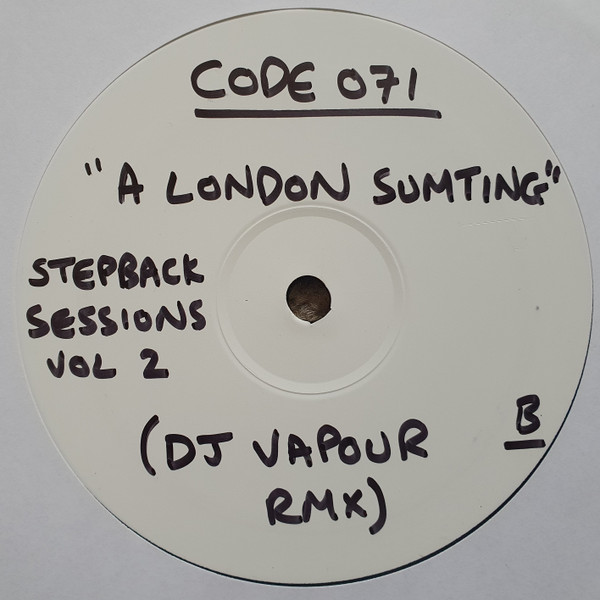 CODE 071
"A LONDON SUMTING"
STEPBACK
SESSIONS
VOL 2
B
(DJ VAPOUR
RMX)